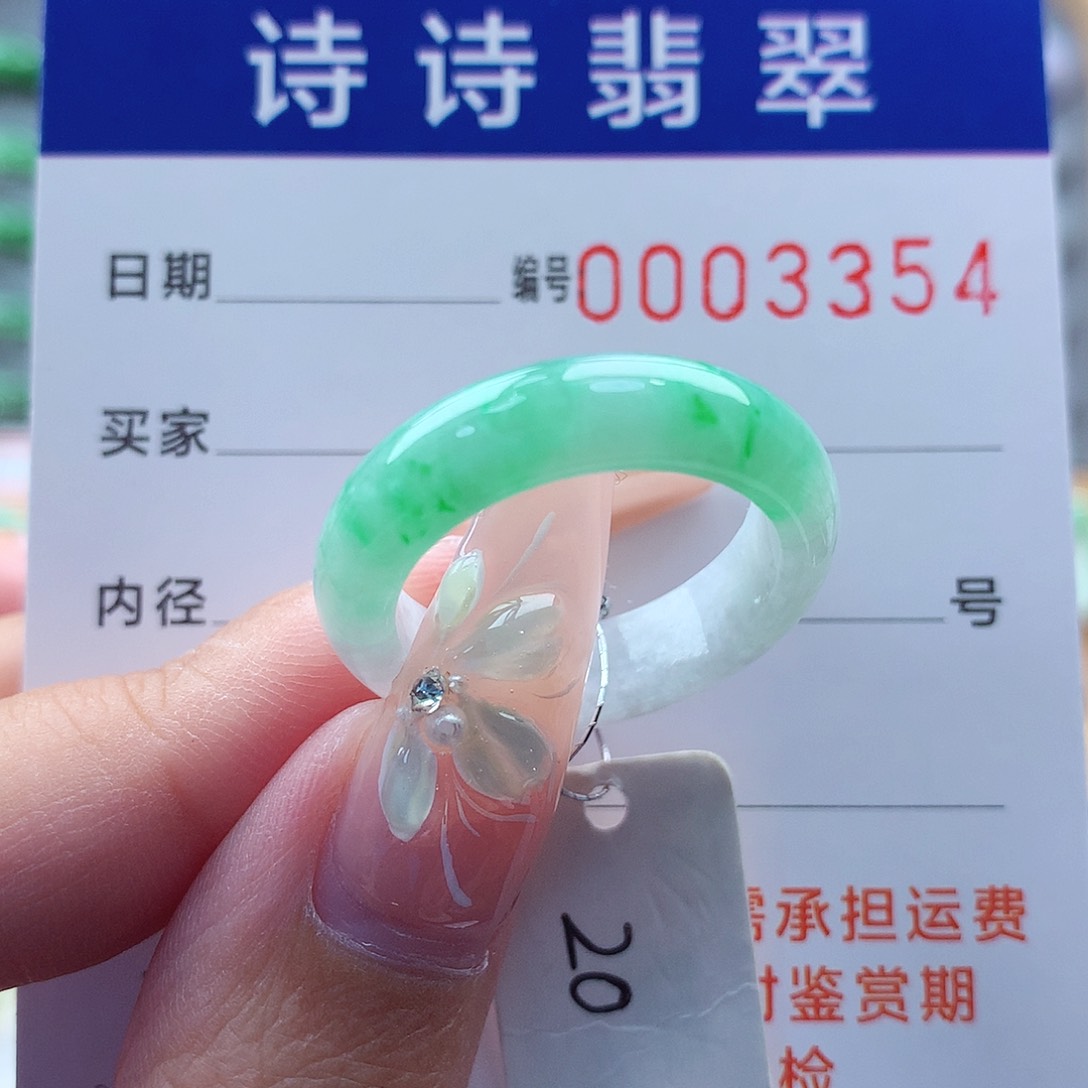 诗诗翡翠
日期 编号0003354
买家
内径 号
承担运费
鉴赏期
检
20